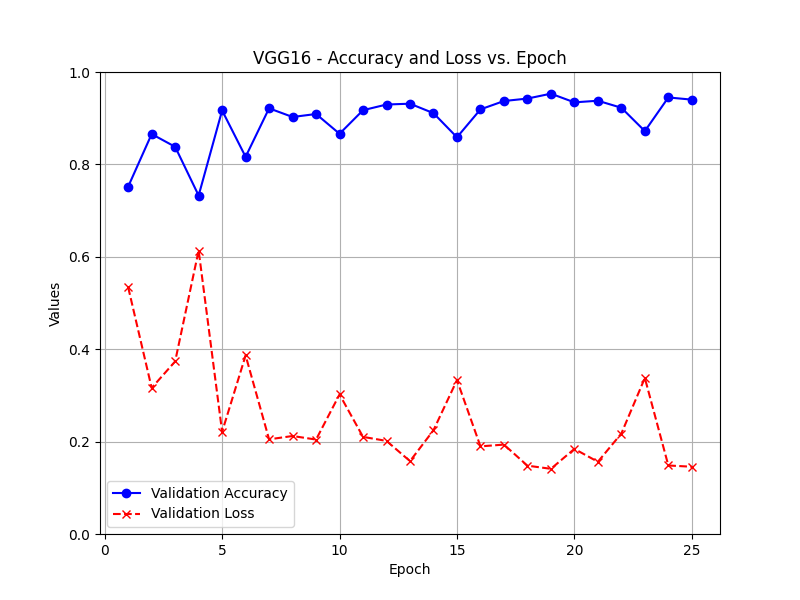 VGG16 - Accuracy and Loss vs. Epoch
Values
1.0
0.8
0.6
0.4
0.2
0.0
Validation Accuracy
Validation Loss
0 5 10 15 20 25
Epoch